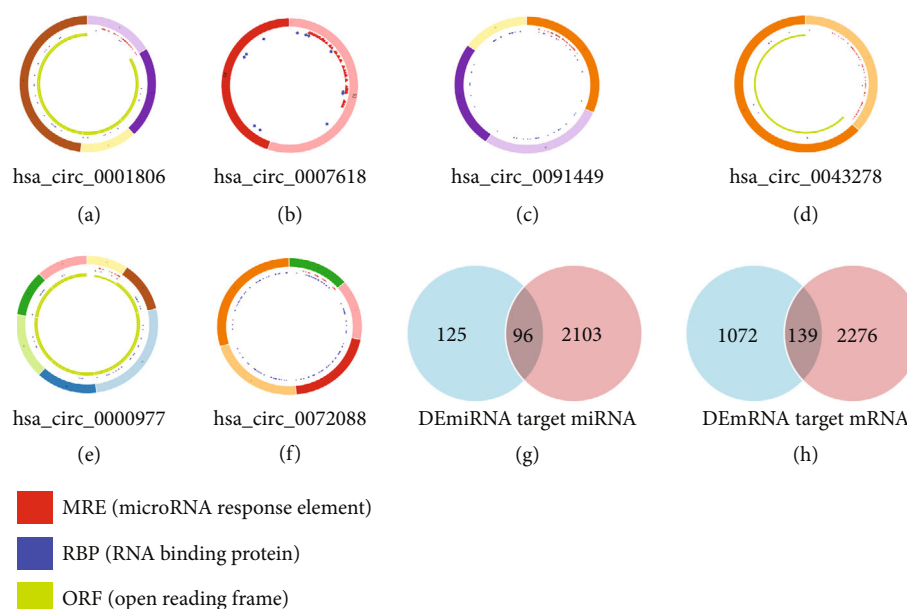 hsa_circ_0001806
hsa_circ_0007618
hsa_circ_0091449
hsa_circ_0043278
(a)
(b)
(c)
(d)
125
96
2103
1072
139
2276
hsa_circ_0000977
hsa_circ_0072088
DEmiRNA target miRNA
DEmRNA target mRNA
(e)
(f)
(g)
(h)
MRE (microRNA response element)
RBP (RNA binding protein)
ORF (open reading frame)